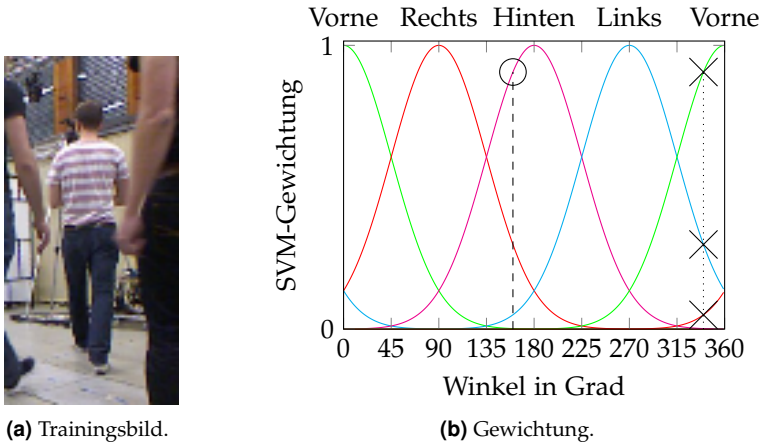 Vorne Rechts Hinten Links Vorne
1
SVM-Gewichtung
0
0 45 90 135 180 225 270 315 360
Winkel in Grad
(a) Trainingsbild.
(b) Gewichtung.